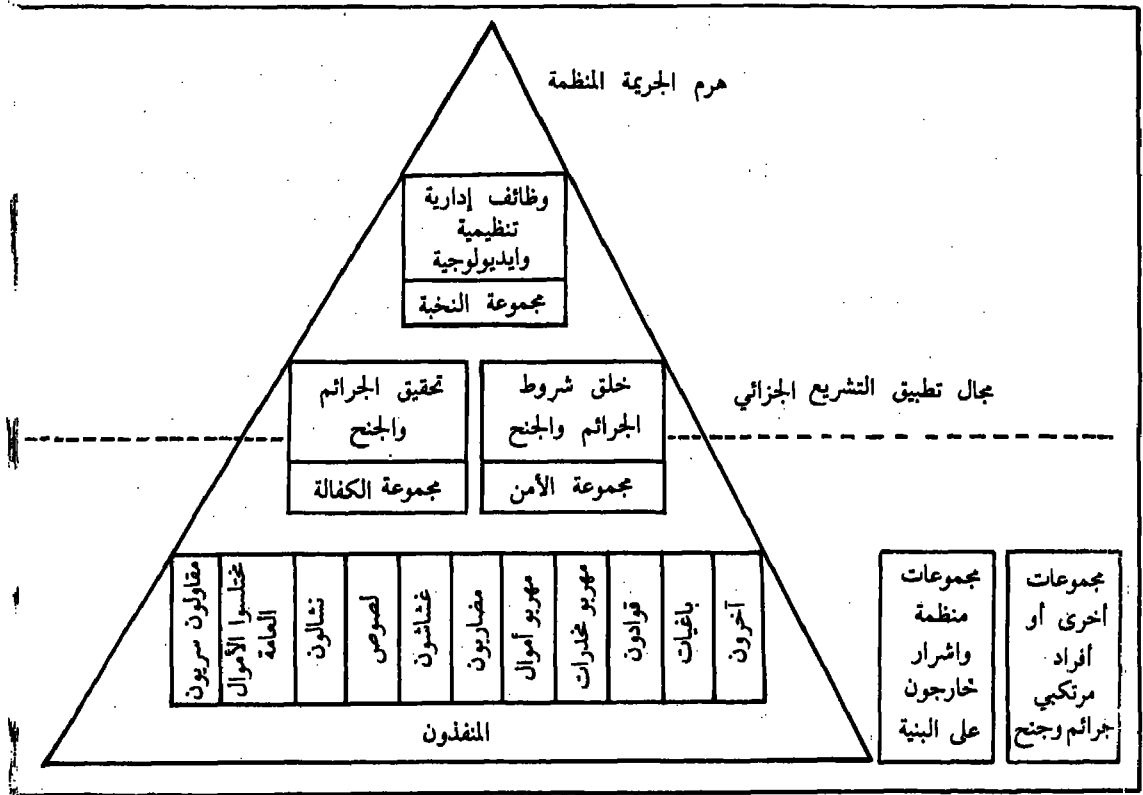 هرم الجريمة المنظمة
وظائف إدارية
تنظيمية
وايديولوجية
مجموعة النخبة
خلق شروط
الجرائم والجنح
مجموعة الأمن
تحقيق الجرائم
والجنح
مجموعة الكفالة
مجال تطبيق التشريع الجزائي
آخرون
باغيات
قوادون
مهربو مخدرات
مهربو أموال
مضاربون
غشاشون
لصوص
نشالون
مختلسوا الأموال
العامة
مقاولون سريون
المنفذون
مجموعات
أخرى أو
أفراد
مرتكبي
جرائم وجنح
مجموعات
منظمة
واشرار
خارجون
على البنية